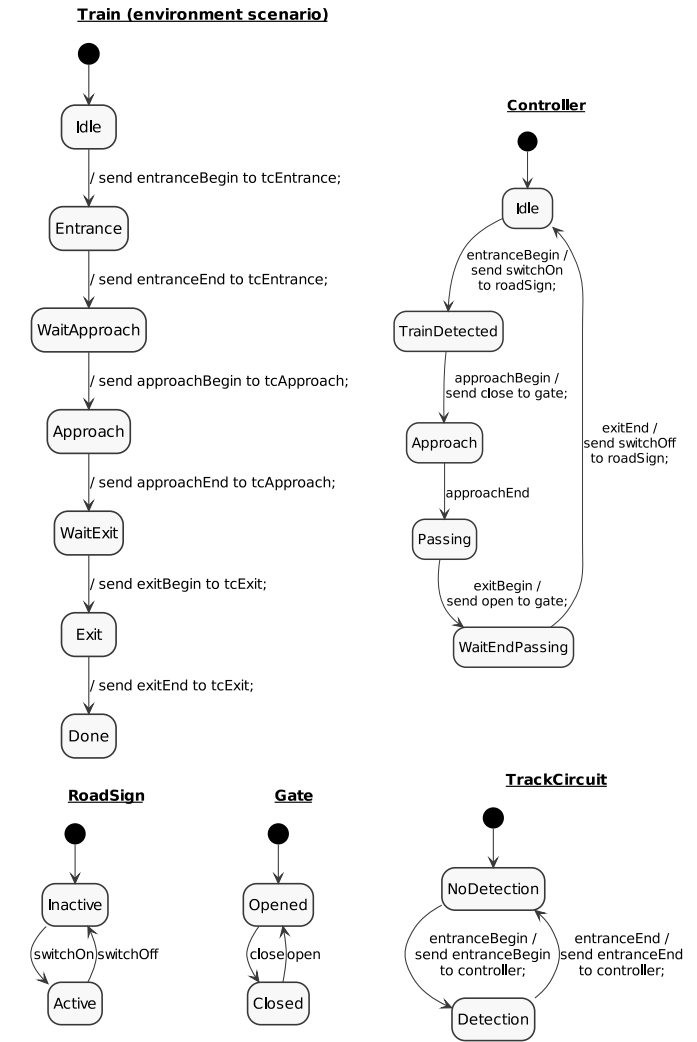 Train (environment scenario)
Idle
/ send entranceBegin to tcEntrance;
Entrance
/ send entranceEnd to tcEntrance;
WaitApproach
/ send approachBegin to tcApproach;
Approach
/ send approachEnd to tcApproach;
WaitExit
/ send exitBegin to tcExit;
Exit
/ send exitEnd to tcExit;
Done
Controller
Idle
entranceBegin /
send switchOn
to roadSign;
TrainDetected
approachBegin /
send close to gate;
Approach
approachEnd
Passing
exitBegin /
send open to gate;
WaitEndPassing
exitEnd /
send switchOff
to roadSign;
RoadSign
Inactive
switchOn
switchOff
Active
Gate
Opened
close
open
Closed
TrackCircuit
NoDetection
entranceBegin /
send entranceBegin
to controller;
entranceEnd /
send entranceEnd
to controller;
Detection